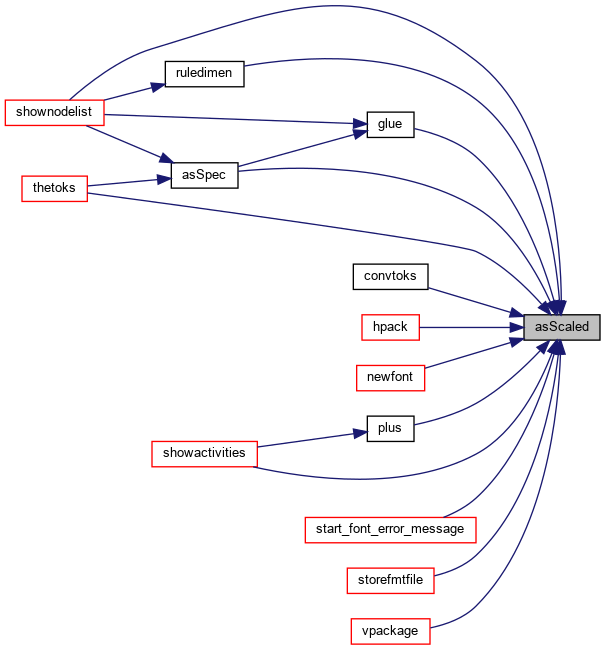 ruledimen
shownodelist
glue
asSpec
thetoks
convtoks
hpack
asScaled
newfont
plus
showactivities
start_font_error_message
storefmtfile
vpackage